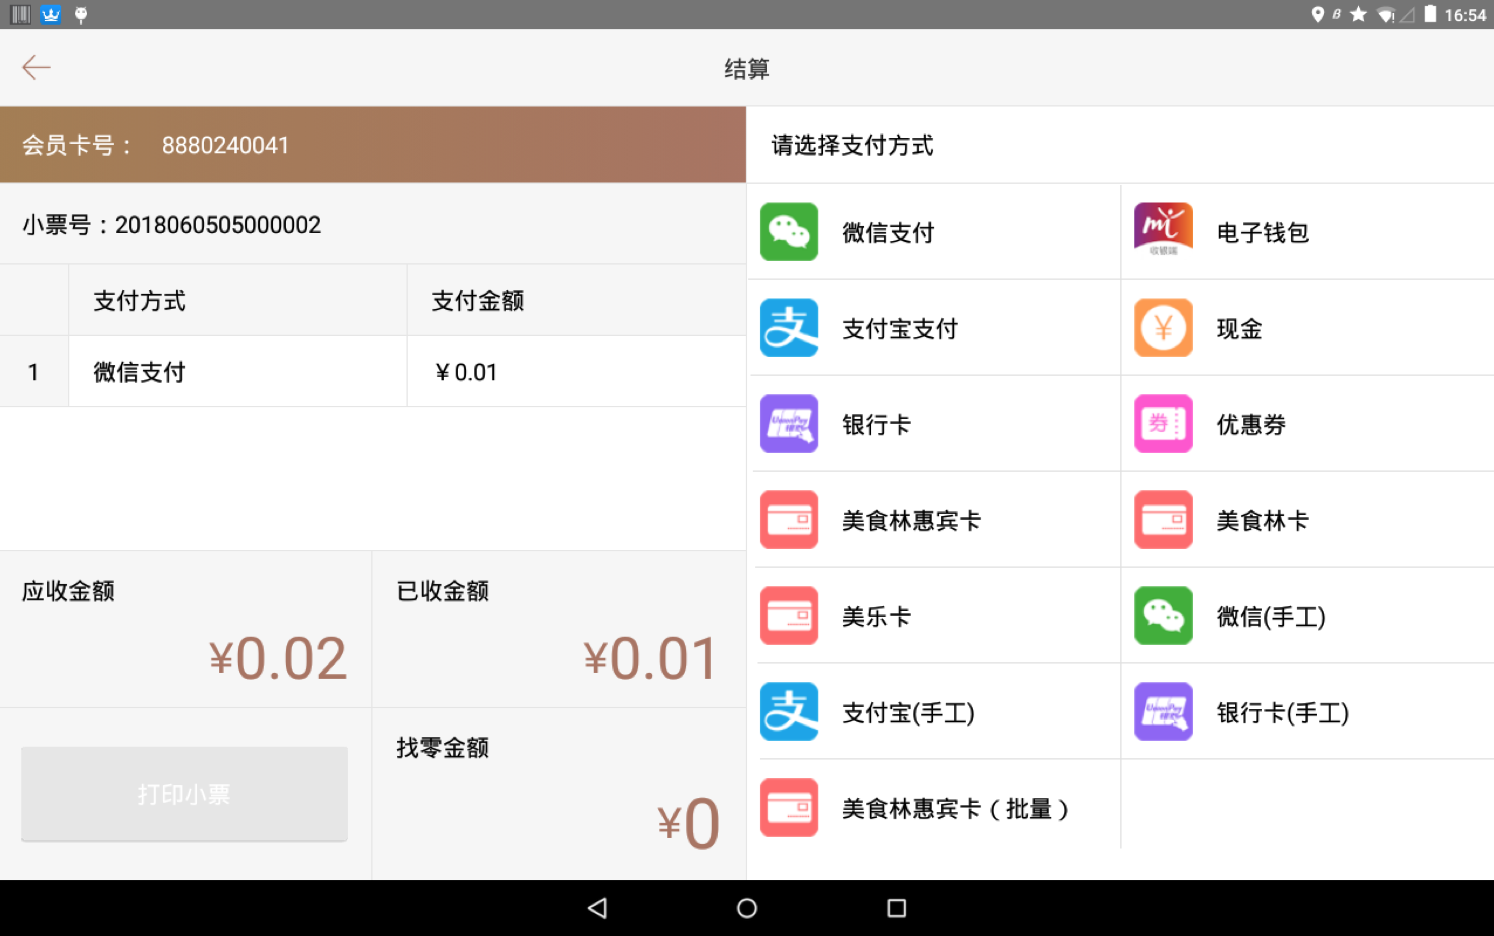 16:54
结算
会员卡号： 8880240041
请选择支付方式
小票号：2018060505000002
支付方式 支付金额
1 微信支付 ￥0.01
应收金额
¥0.02
已收金额
¥0.01
打印小票
找零金额
¥0
微信支付
收银端
电子钱包
支付宝支付
现金
银行卡
券
优惠券
美食林惠宾卡
美食林卡
美乐卡
微信(手工)
支付宝(手工)
银行卡(手工)
美食林惠宾卡（批量）